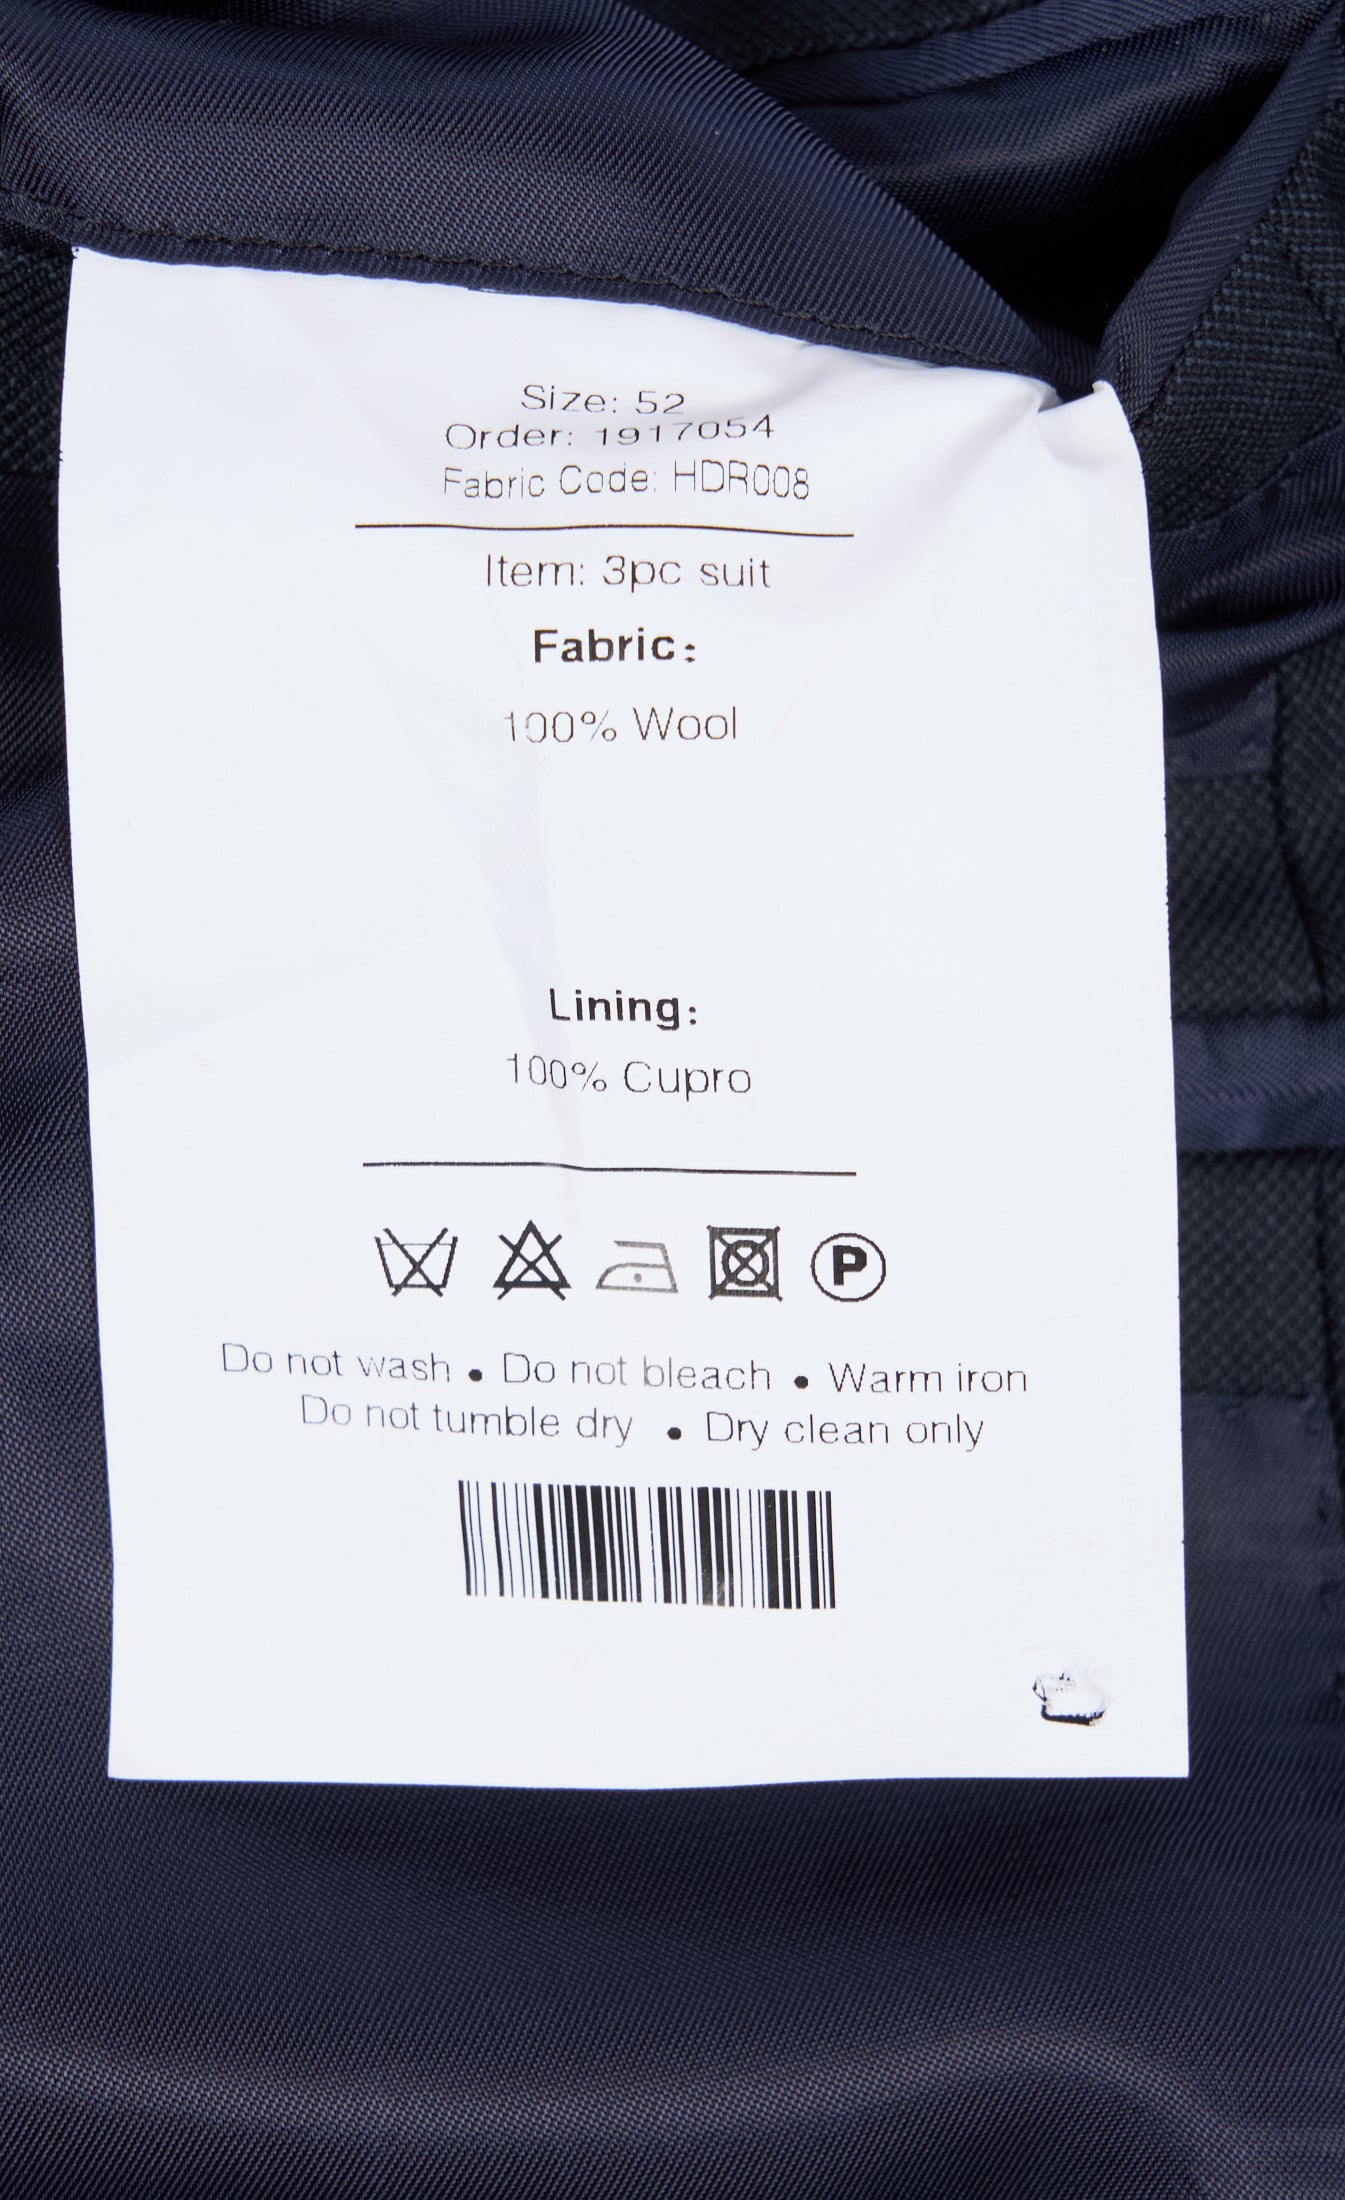 Size: 52
Order: 1917054
Fabric Code: HDR008
Item: 3pc suit
Fabric:
100% Wool
Lining:
100% Cupro
P
Do not wash • Do not bleach • Warm iron
Do not tumble dry • Dry clean only